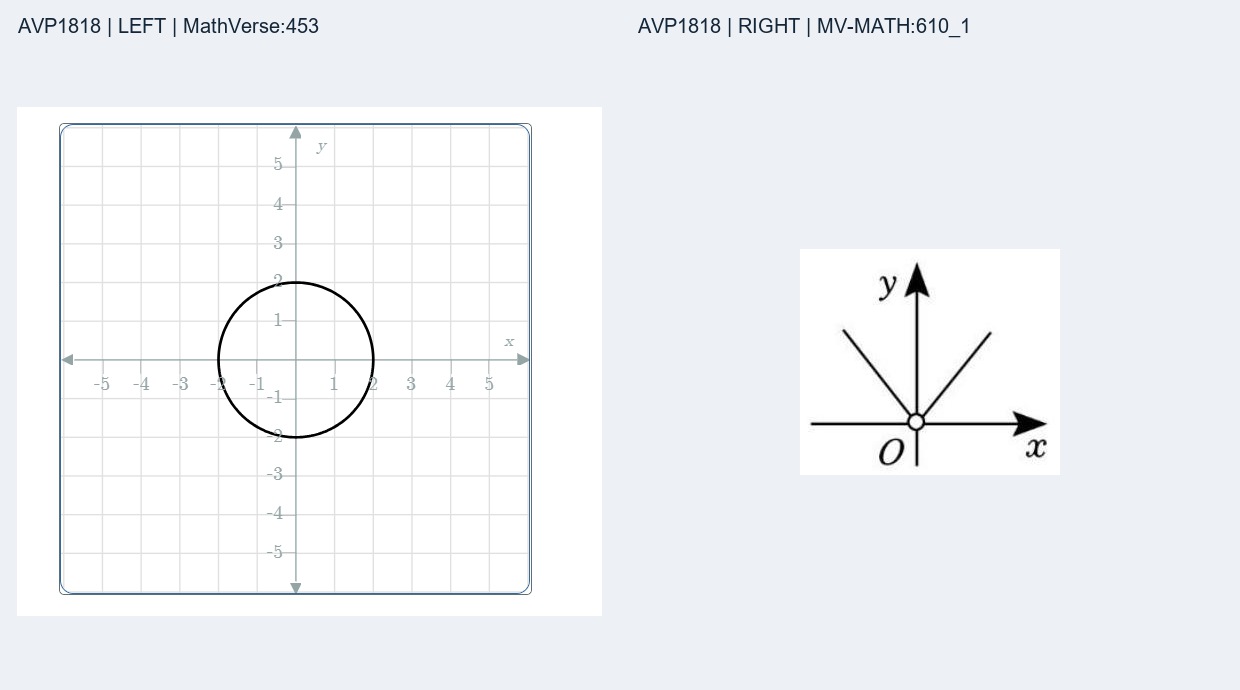 AVP1818 | LEFT | MathVerse:453
AVP1818 | RIGHT | MV-MATH:610_1
y
5
4
3
2
1
x
-5 -4 -3 -2 -1 1 2 3 4 5
-1
-2
-3
-4
-5
y
O x